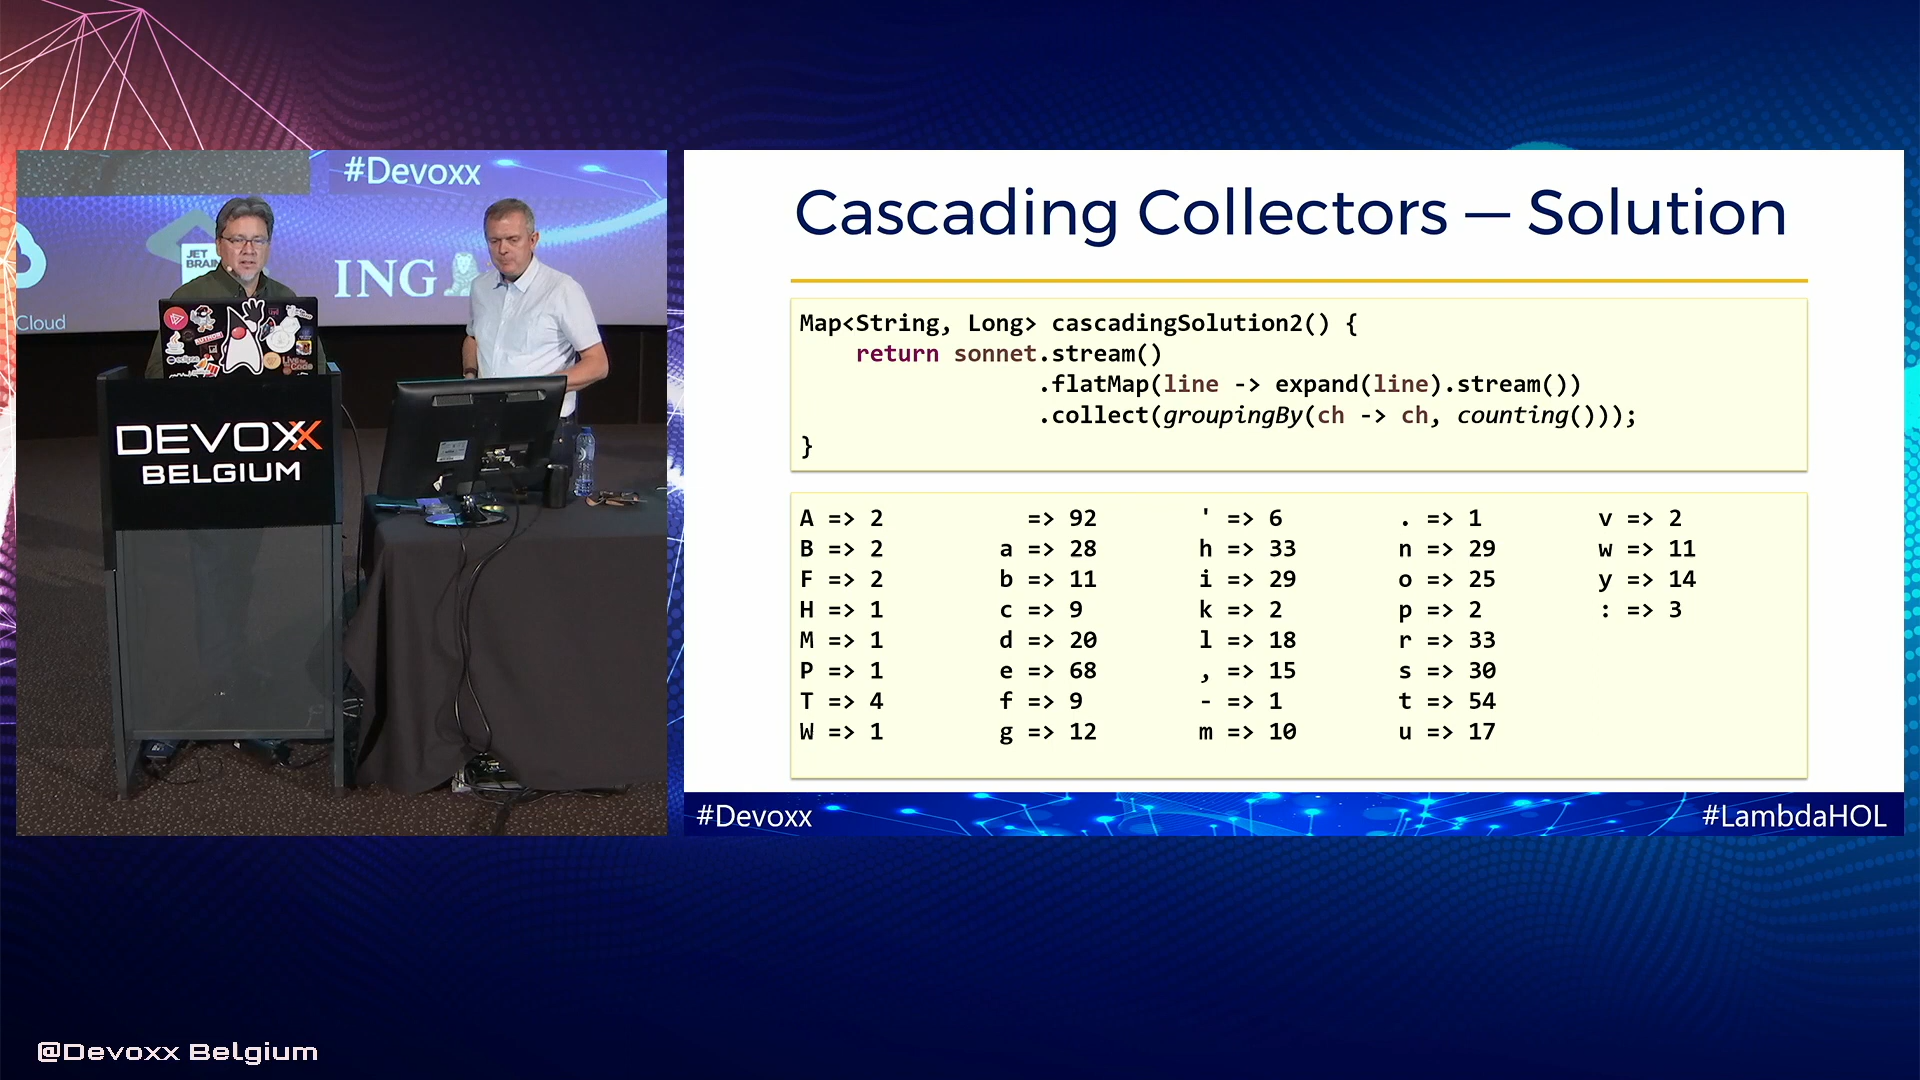 #Devoxx
JET
BRAIN
ING
Cloud
DEVOXX
BELGIUM
Cascading Collectors — Solution
Map<String, Long> cascadingSolution2() {
    return sonnet.stream()
                 .flatMap(line -> expand(line).stream())
                 .collect(groupingBy(ch -> ch, counting()));
}
A => 2          => 92       ' => 6        . => 1        v => 2
B => 2        a => 28       h => 33       n => 29       w => 11
F => 2        b => 11       i => 29       o => 25       y => 14
H => 1        c => 9        k => 2        p => 2        : => 3
M => 1        d => 20       l => 18       r => 33
P => 1        e => 68       , => 15       s => 30
T => 4        f => 9        - => 1        t => 54
W => 1        g => 12       m => 10       u => 17
#Devoxx
#LambdaHOL
@Devoxx Belgium